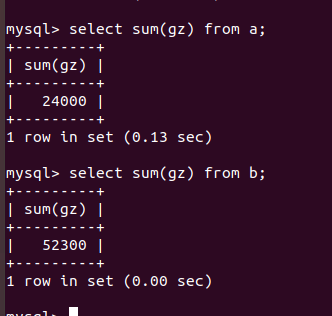 mysql> select sum(gz) from a;
+---------+
| sum(gz) |
+---------+
|   24000 |
+---------+
1 row in set (0.13 sec)

mysql> select sum(gz) from b;
+---------+
| sum(gz) |
+---------+
|   52300 |
+---------+
1 row in set (0.00 sec)

mysql>